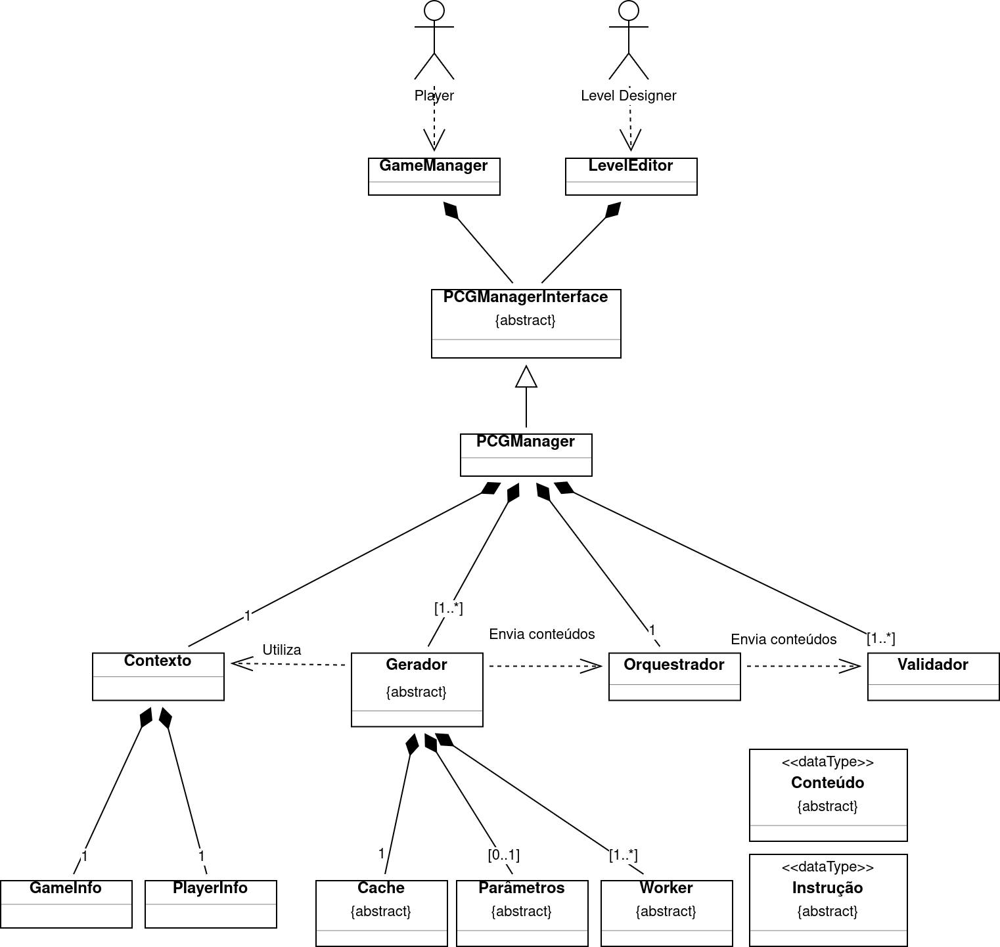 Player
Level Designer
GameManager
LevelEditor
PCGManagerInterface
{abstract}
PCGManager
1
[1..*]
1
[1..*]
Utiliza
Envia conteúdos
Envia conteúdos
Contexto
Gerador
{abstract}
Orquestrador
Validador
1
1
1
[0..1]
[1..*]
GameInfo
PlayerInfo
Cache
{abstract}
Parâmetros
{abstract}
Worker
{abstract}
<<dataType>>
Conteúdo
{abstract}
<<dataType>>
Instrução
{abstract}